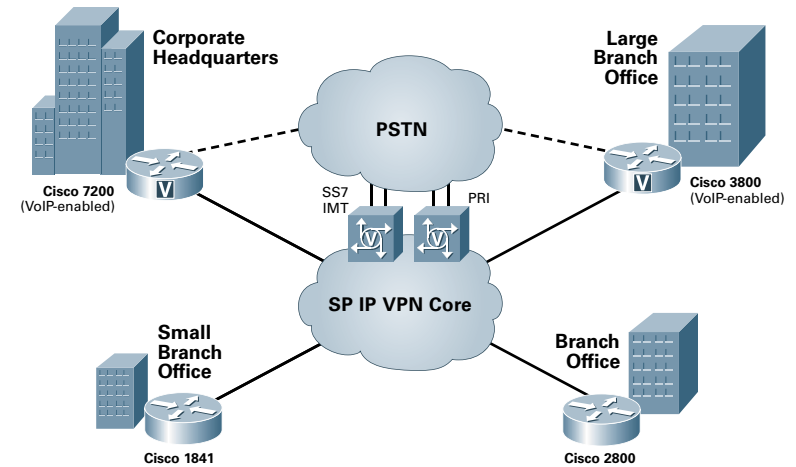 Corporate
Headquarters
Large
Branch
Office
PSTN
Cisco 7200
(VoIP-enabled)
V
V
Cisco 3800
(VoIP-enabled)
SS7
IMT
PRI
V
V
SP IP VPN Core
Small
Branch
Office
Branch
Office
Cisco 1841
Cisco 2800